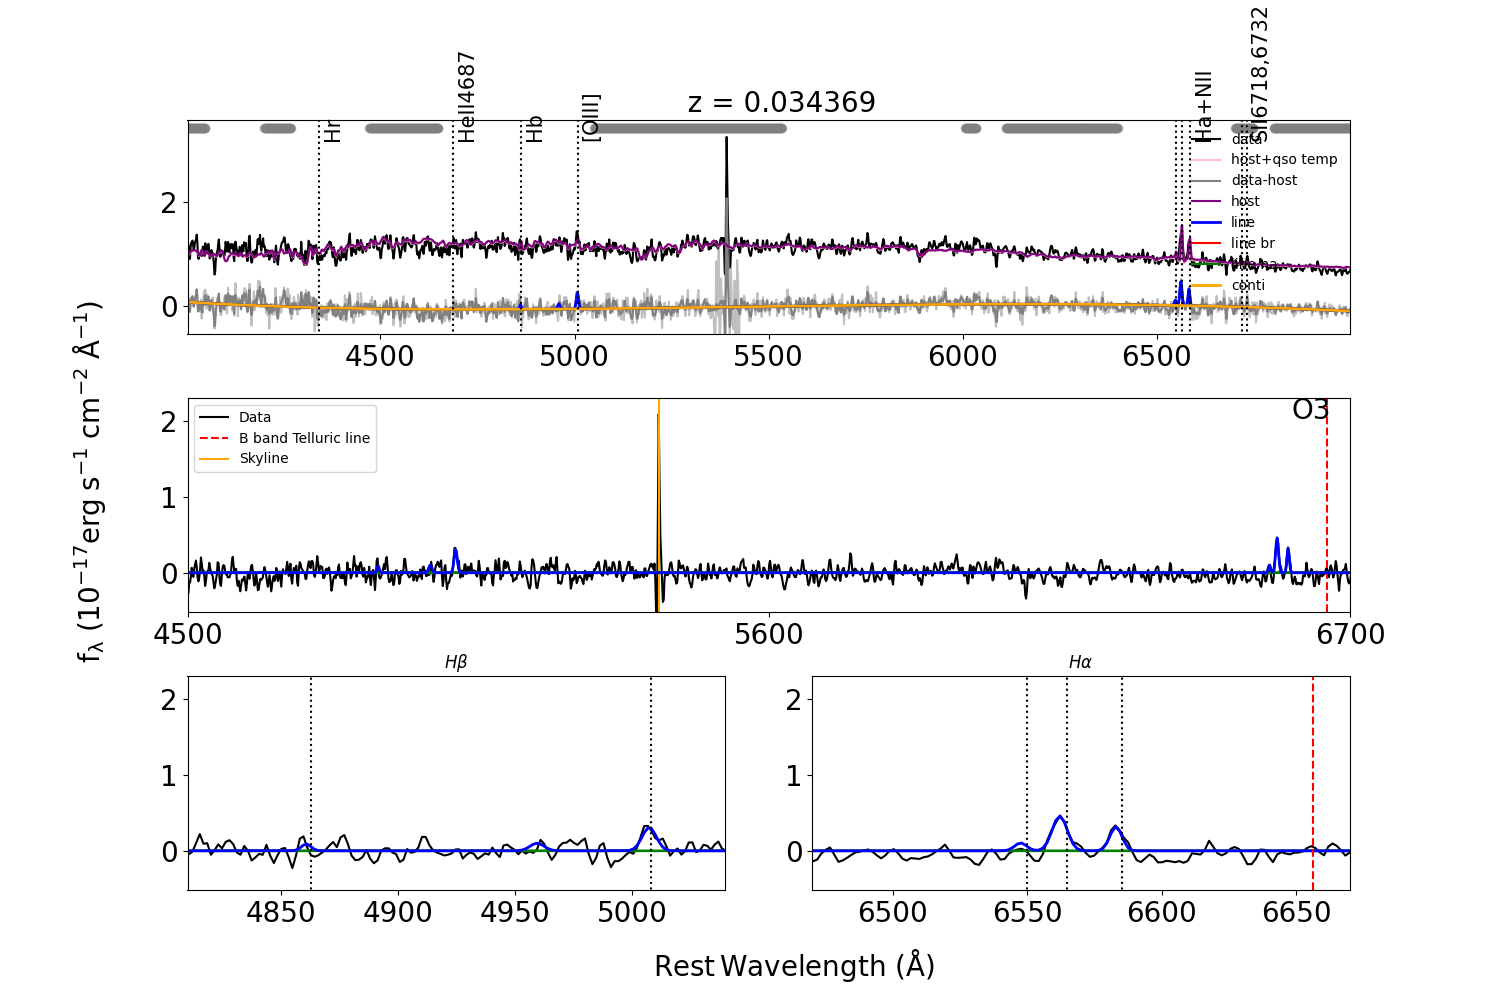 z = 0.034369
Hr
HeII4687
Hb
[OIII]
Ha+NII
SII6718,6732
data
host+qso temp
data-host
host
line
line br
conti
2
0
4500 5000 5500 6000 6500
f_λ (10^−17 erg s^−1 cm^−2 Å^−1)
Data
B band Telluric line
Skyline
O3
2
1
0
4500 5600 6700
Hβ Hα
2 2
1 1
0 0
4850 4900 4950 5000 6500 6550 6600 6650
Rest Wavelength (Å)